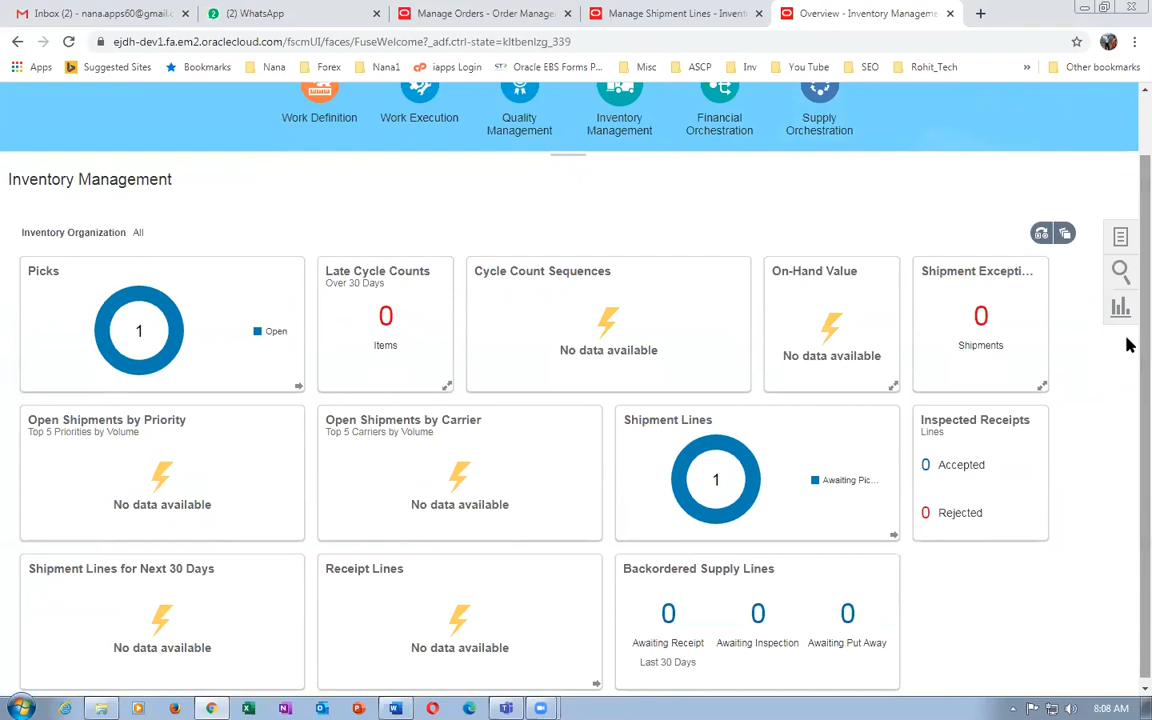 Inbox (2) - nana.apps60@gmail.c
(2) WhatsApp
Manage Orders - Order Manage
Manage Shipment Lines - Invent
Overview - Inventory Manageme
ejdh-dev1.fa.em2.oraclecloud.com/fscmUI/faces/FuseWelcome?_adf.ctrl-state=kltbenlzg_339
Apps
Suggested Sites
Bookmarks
Nana
Forex
Nana1
iapps Login
Oracle EBS Forms P...
Misc
ASCP
Inv
You Tube
SEO
Rohit_Tech
»
Other bookmarks
Work Definition
Work Execution
Quality
Management
Inventory
Management
Financial
Orchestration
Supply
Orchestration
Inventory Management
Inventory Organization All
Picks
1
Open
Late Cycle Counts
Over 30 Days
0
Items
Cycle Count Sequences
No data available
On-Hand Value
No data available
Shipment Excepti...
0
Shipments
Open Shipments by Priority
Top 5 Priorities by Volume
No data available
Open Shipments by Carrier
Top 5 Carriers by Volume
No data available
Shipment Lines
1
Awaiting Pic...
Inspected Receipts
Lines
0 Accepted
0 Rejected
Shipment Lines for Next 30 Days
No data available
Receipt Lines
No data available
Backordered Supply Lines
0 0 0
Awaiting Receipt Awaiting Inspection Awaiting Put Away
Last 30 Days
8:08 AM